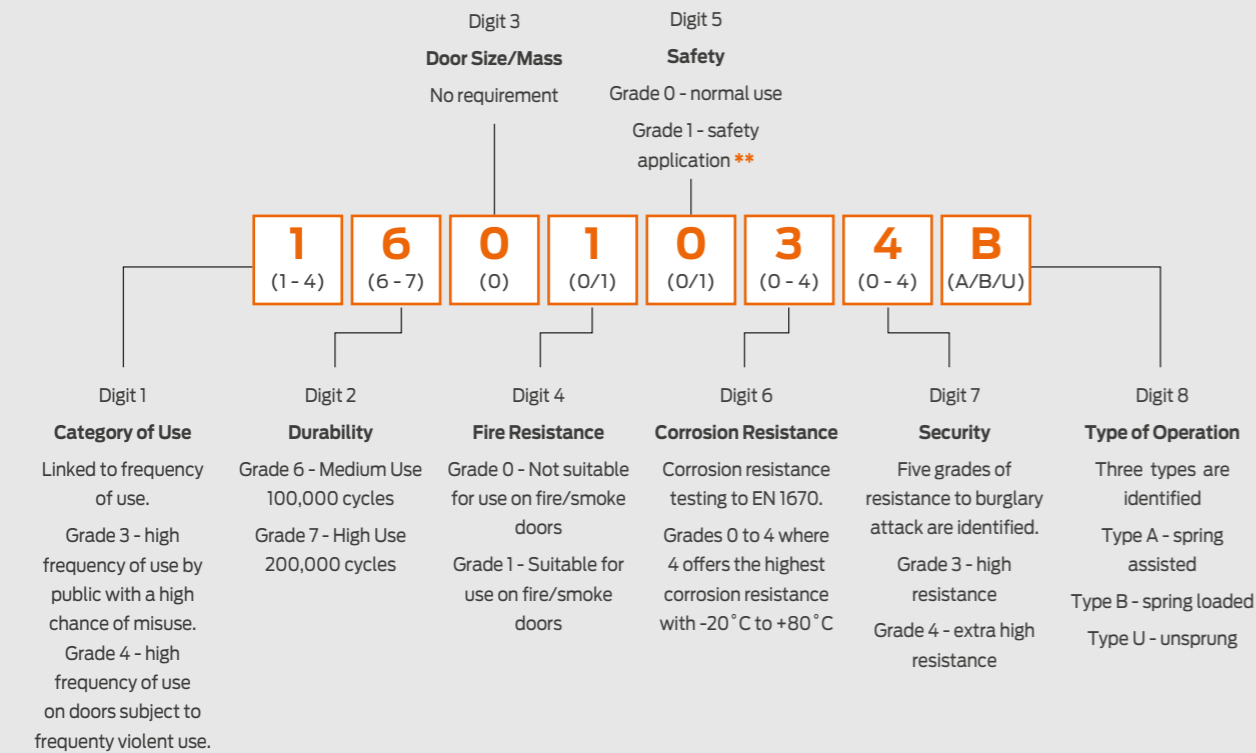 Digit 3
Door Size/Mass
No requirement
Digit 5
Safety
Grade 0 - normal use
Grade 1 - safety
application **
1
(1 - 4)
6
(6 - 7)
0
(0)
1
(0/1)
0
(0/1)
3
(0 - 4)
4
(0 - 4)
B
(A/B/U)
Digit 1
Category of Use
Linked to frequency
of use.
Grade 3 - high
frequency of use by
public with a high
chance of misuse.
Grade 4 - high
frequency of use
on doors subject to
frequenty violent use.
Digit 2
Durability
Grade 6 - Medium Use
100,000 cycles
Grade 7 - High Use
200,000 cycles
Digit 4
Fire Resistance
Grade 0 - Not suitable
for use on fire/smoke
doors
Grade 1 - Suitable for
use on fire/smoke
doors
Digit 6
Corrosion Resistance
Corrosion resistance
testing to EN 1670.
Grades 0 to 4 where
4 offers the highest
corrosion resistance
with -20˚C to +80˚C
Digit 7
Security
Five grades of
resistance to burglary
attack are identified.
Grade 3 - high
resistance
Grade 4 - extra high
resistance
Digit 8
Type of Operation
Three types are
identified
Type A - spring
assisted
Type B - spring loaded
Type U - unsprung